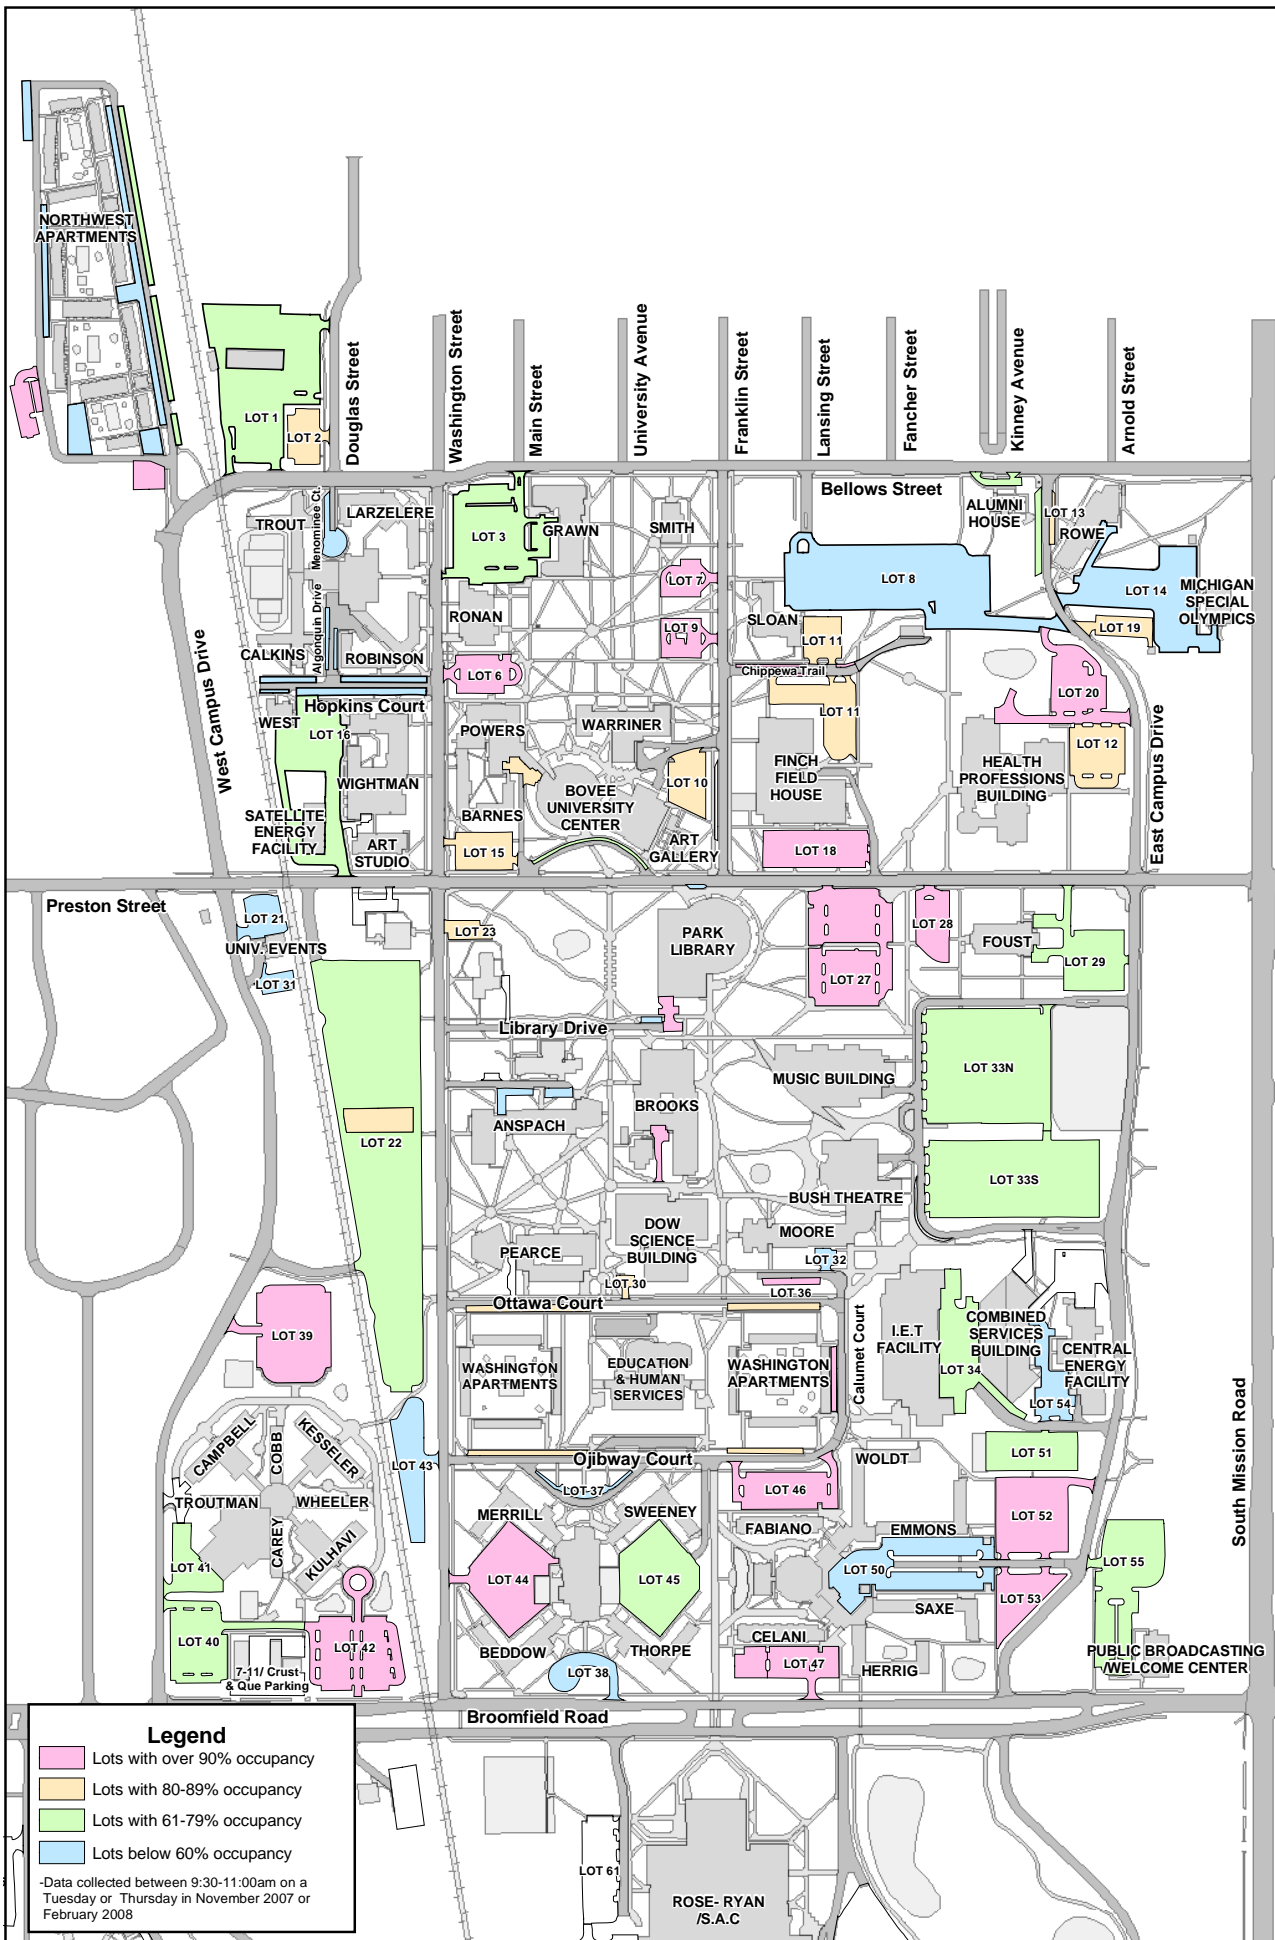 NORTHWEST
APARTMENTS
Douglas Street
Washington Street
Main Street
University Avenue
Franklin Street
Lansing Street
Fancher Street
Kinney Avenue
Arnold Street
LOT 1
LOT 2
Bellows Street
TROUT
Menominee Ct.
LARZELERE
LOT 3
GRAWN
SMITH
ALUMNI
HOUSE
LOT 13
ROWE
LOT 7
LOT 8
LOT 14
MICHIGAN
SPECIAL
OLYMPICS
RONAN
LOT 9
SLOAN
LOT 11
LOT 19
CALKINS
Algonquin Drive
ROBINSON
LOT 6
Chippewa Trail
LOT 20
West Campus Drive
Hopkins Court
WEST
LOT 16
POWERS
WARRINER
LOT 11
LOT 12
East Campus Drive
WIGHTMAN
BOVEE
UNIVERSITY
CENTER
LOT 10
FINCH
FIELD
HOUSE
HEALTH
PROFESSIONS
BUILDING
SATELLITE
ENERGY
FACILITY
ART
STUDIO
BARNES
LOT 15
ART
GALLERY
LOT 18
Preston Street
LOT 21
UNIV. EVENTS
LOT 31
LOT 23
PARK
LIBRARY
LOT 27
LOT 28
FOUST
LOT 29
Library Drive
MUSIC BUILDING
LOT 33N
BROOKS
ANSPACH
LOT 22
LOT 33S
BUSH THEATRE
DOW
SCIENCE
BUILDING
MOORE
PEARCE
LOT 32
LOT 30
LOT 36
Ottawa Court
LOT 39
Calumet Court
I.E.T
FACILITY
COMBINED
SERVICES
BUILDING
CENTRAL
ENERGY
FACILITY
WASHINGTON
APARTMENTS
EDUCATION
& HUMAN
SERVICES
WASHINGTON
APARTMENTS
LOT 34
LOT 54
South Mission Road
CAMPBELL
COBB
KESSELER
LOT 43
Ojibway Court
WOLDT
LOT 51
LOT 37
LOT 46
TROUTMAN
WHEELER
MERRILL
SWEENEY
FABIANO
EMMONS
LOT 52
CAREY
KULHAVI
LOT 41
LOT 44
LOT 45
LOT 50
LOT 55
LOT 53
SAXE
LOT 40
LOT 42
BEDDOW
THORPE
CELANI
7-11/ Crust
& Que Parking
LOT 38
LOT 47
HERRIG
PUBLIC BROADCASTING
/WELCOME CENTER
Broomfield Road
Legend
Lots with over 90% occupancy
Lots with 80-89% occupancy
Lots with 61-79% occupancy
Lots below 60% occupancy
-Data collected between 9:30-11:00am on a
Tuesday or Thursday in November 2007 or
February 2008
LOT 61
ROSE- RYAN
/S.A.C